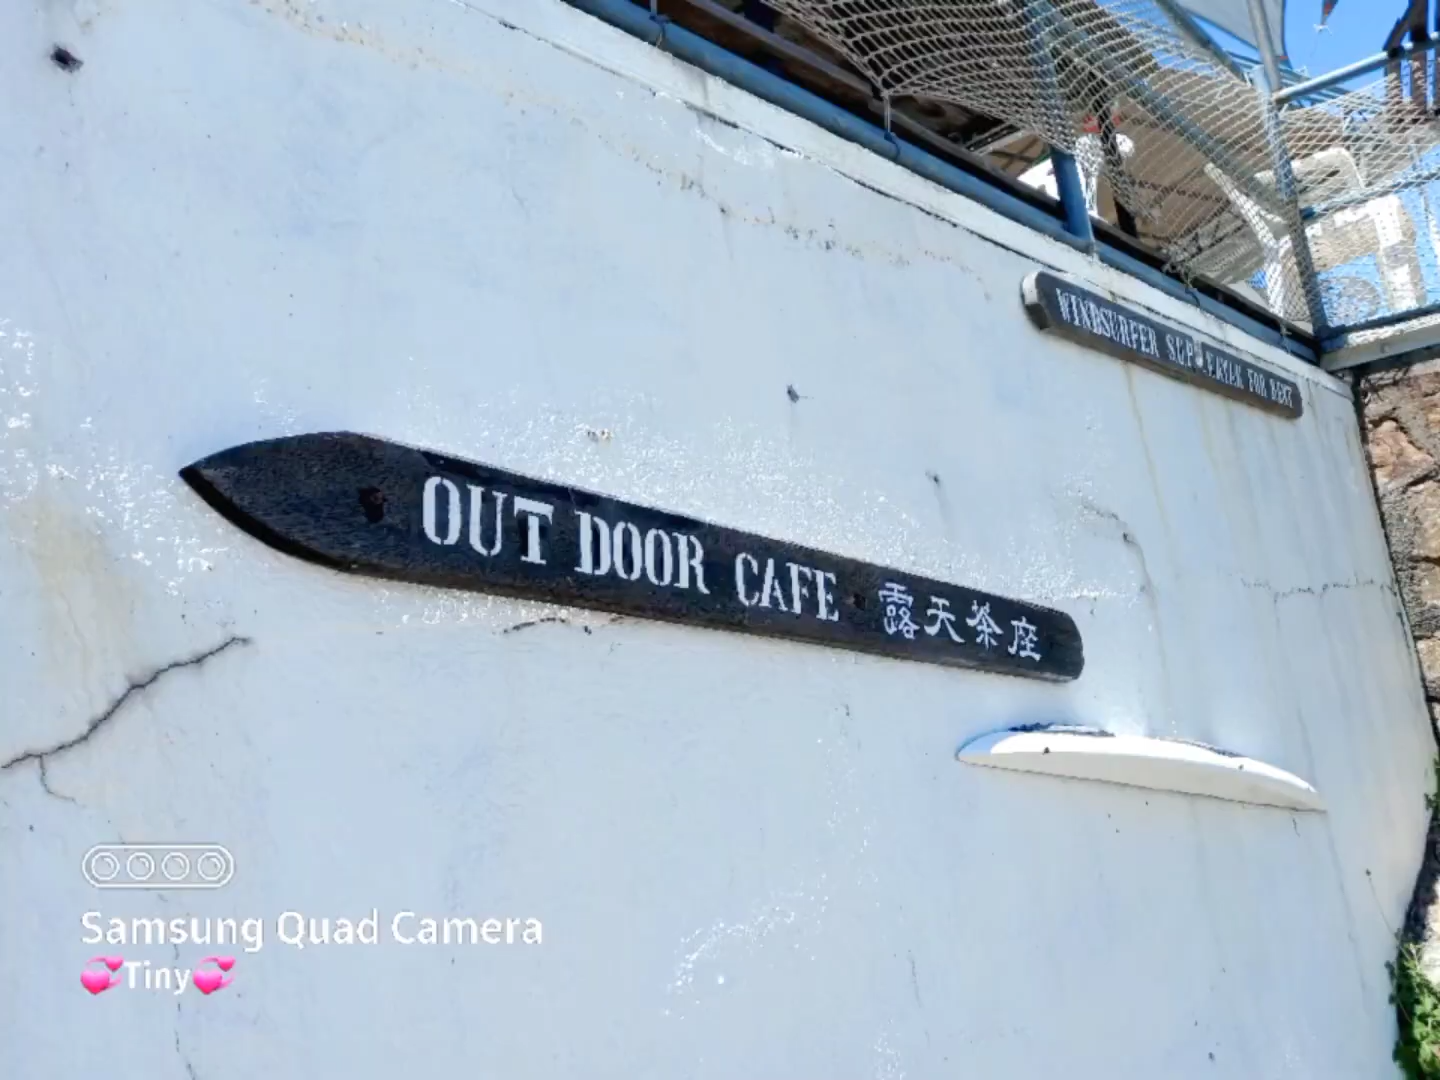 WINDSURFER SUP KAYAK FOR RENT
OUT DOOR CAFE 露天茶座
Samsung Quad Camera
💞Tiny💞